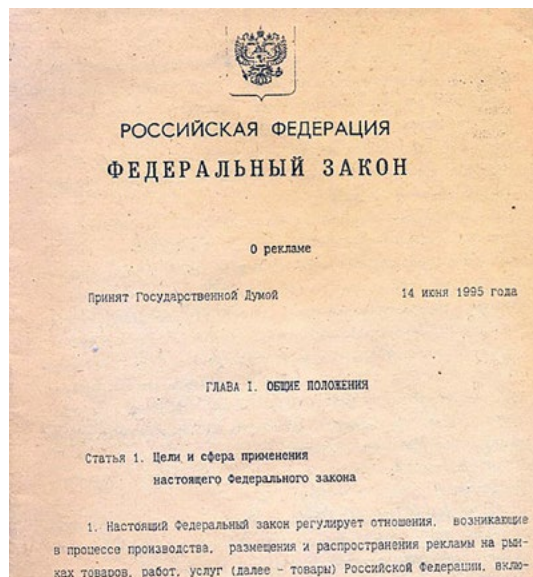 РОССИЙСКАЯ ФЕДЕРАЦИЯ
ФЕДЕРАЛЬНЫЙ ЗАКОН
О рекламе
Принят Государственной Думой 14 июня 1995 года
ГЛАВА I. ОБЩИЕ ПОЛОЖЕНИЯ
Статья 1. Цели и сфера применения
настоящего Федерального закона
1. Настоящий Федеральный закон регулирует отношения, возникающие
в процессе производства, размещения и распространения рекламы на рын-
ках товаров, работ, услуг (далее - товары) Российской Федерации, вклю-